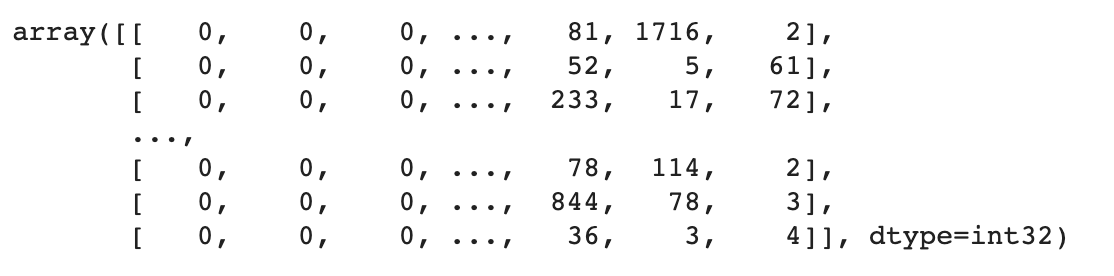 array([[   0,    0,    0, ...,   81, 1716,    2],
       [   0,    0,    0, ...,   52,    5,   61],
       [   0,    0,    0, ...,  233,   17,   72],
       ...,
       [   0,    0,    0, ...,   78,  114,    2],
       [   0,    0,    0, ...,  844,   78,    3],
       [   0,    0,    0, ...,   36,    3,    4]], dtype=int32)